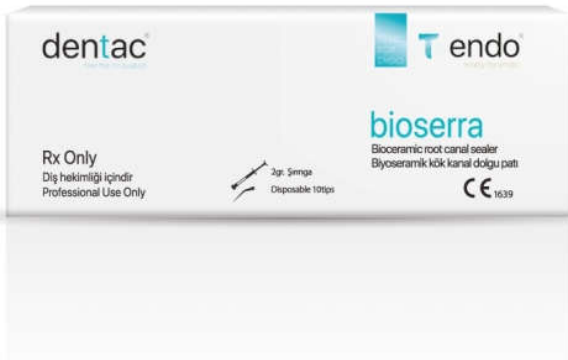 dentac®
T endo®
bioserra
Bioceramic root canal sealer
Biyoseramik kök kanal dolgu patı
Rx Only
Diş hekimliği içindir
Professional Use Only
2gr. Şırınga
Disposable 10tips
CE 1639